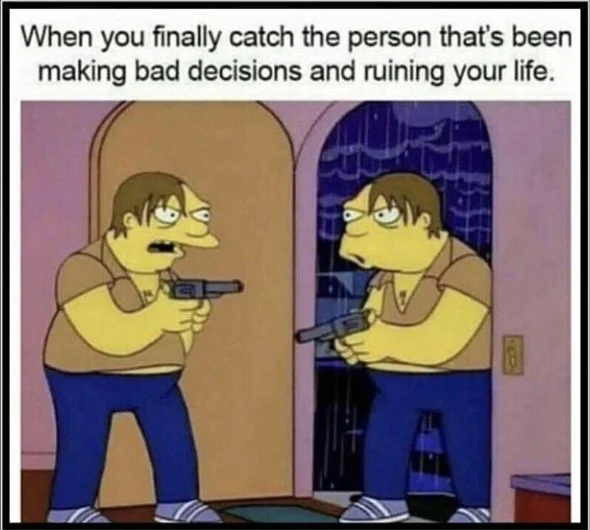 When you finally catch the person that's been
making bad decisions and ruining your life.